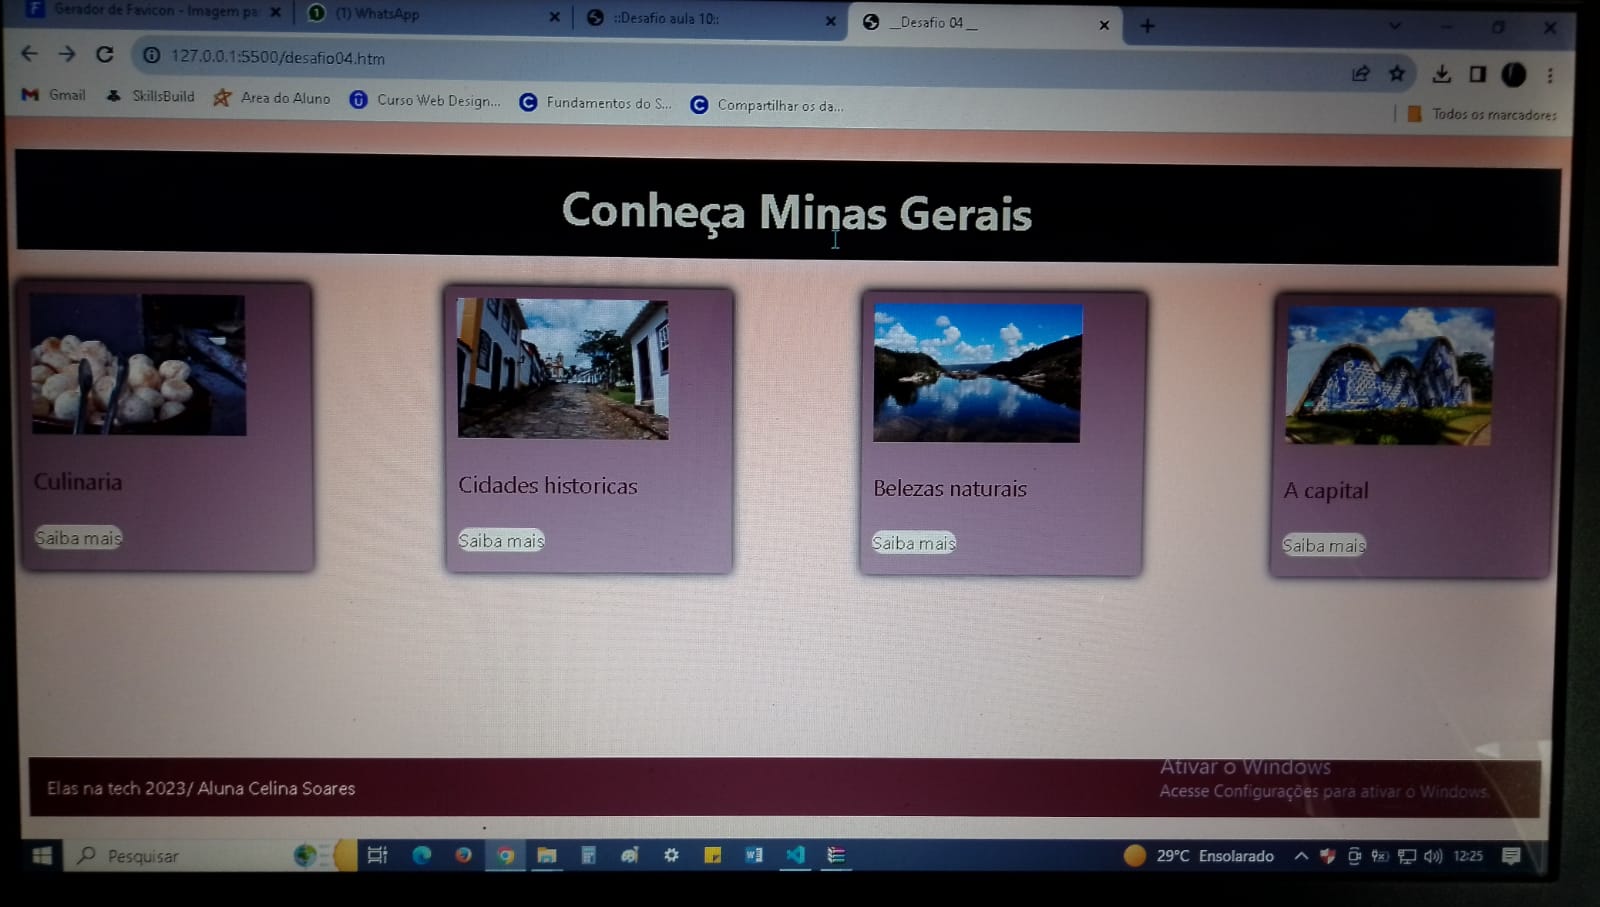 Gerador de Favicon - Imagem pa
(1) WhatsApp
::Desafio aula 10::
__Desafio 04__
127.0.0.1:5500/desafio04.htm
Gmail
SkillsBuild
Area do Aluno
Curso Web Design...
Fundamentos do S...
Compartilhar os da...
Todos os marcadores
Conheça Minas Gerais
Culinaria
Saiba mais
Cidades historicas
Saiba mais
Belezas naturais
Saiba mais
A capital
Saiba mais
Elas na tech 2023/ Aluna Celina Soares
Ativar o Windows
Acesse Configurações para ativar o Windows.
Pesquisar
29°C Ensolarado
12:25